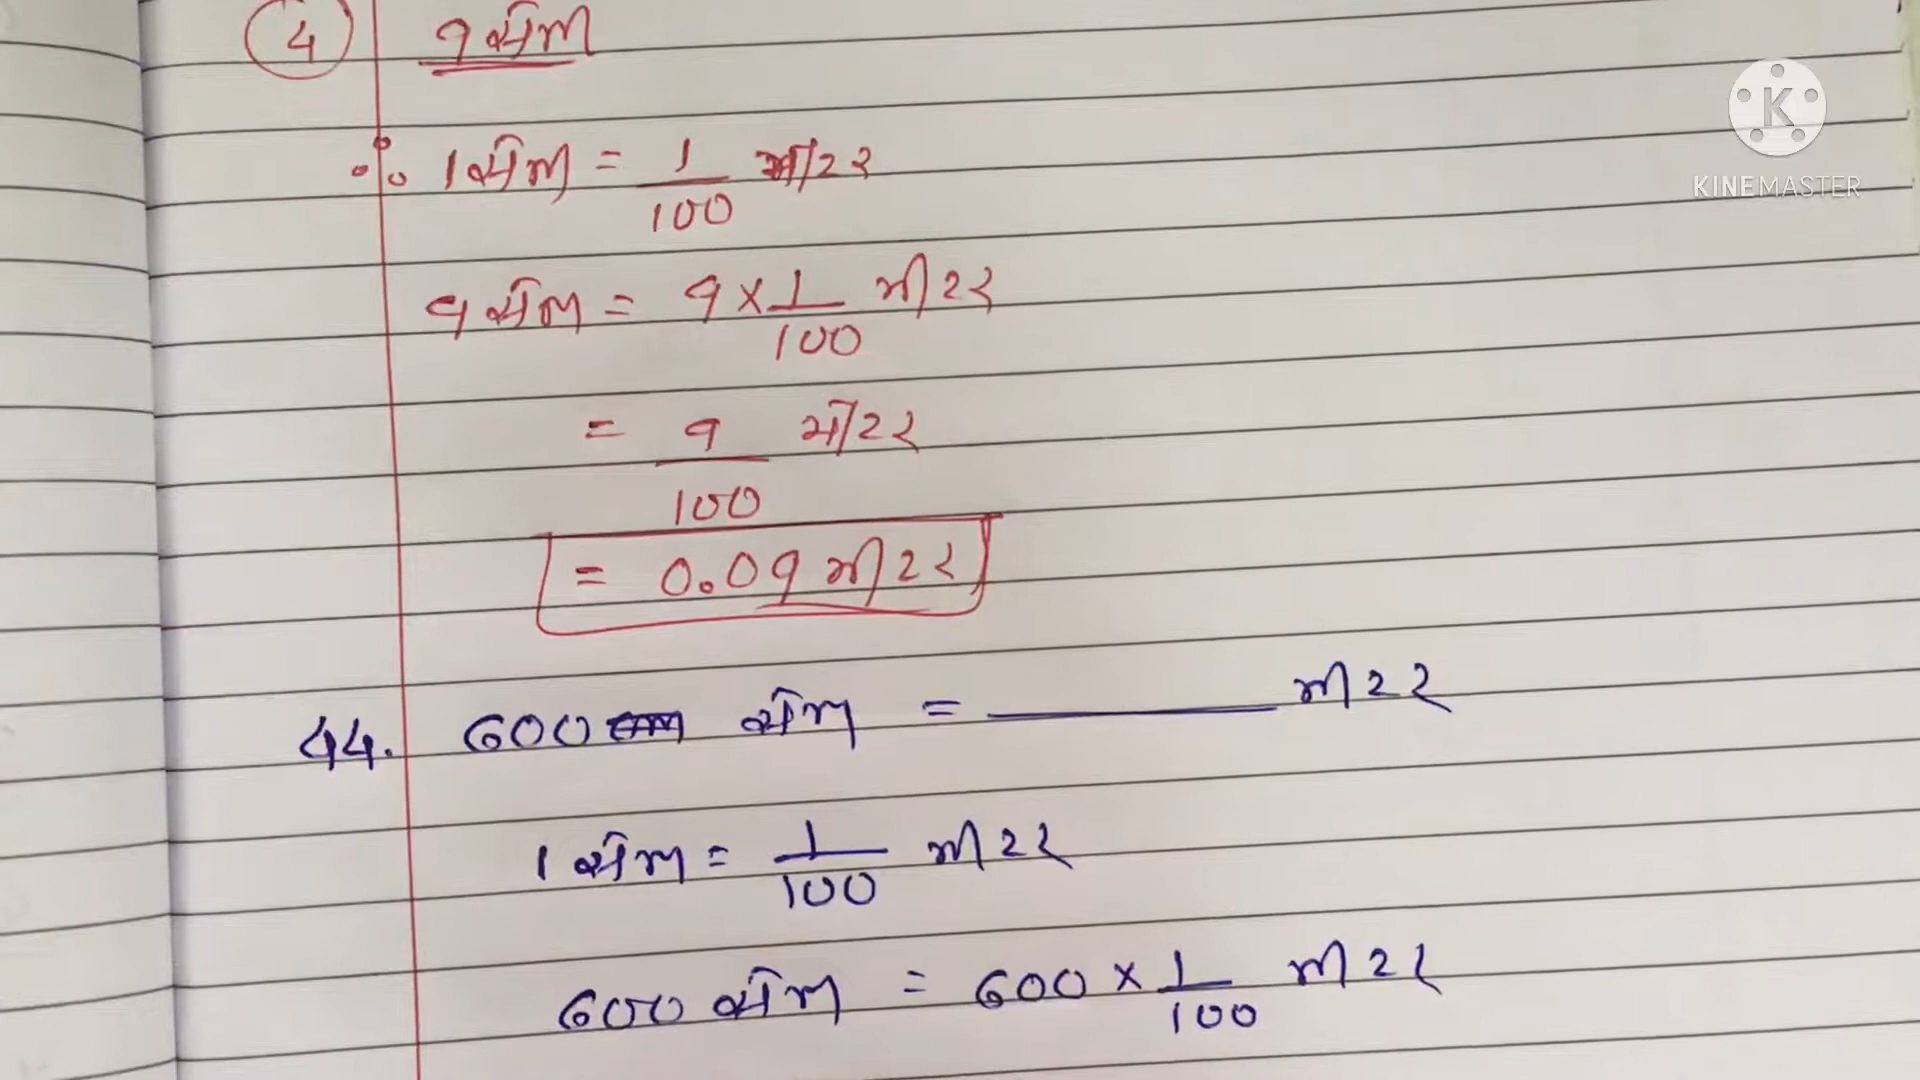 4 9 સેમી
KINEMASTER
∴ 1 સેમી = 1/100 મીટર
9 સેમી = 9 × 1/100 મીટર
= 9/100 મીટર
= 0.09 મીટર
44. 600 સેમી = ______ મીટર
1 સેમી = 1/100 મીટર
600 સેમી = 600 × 1/100 મીટર